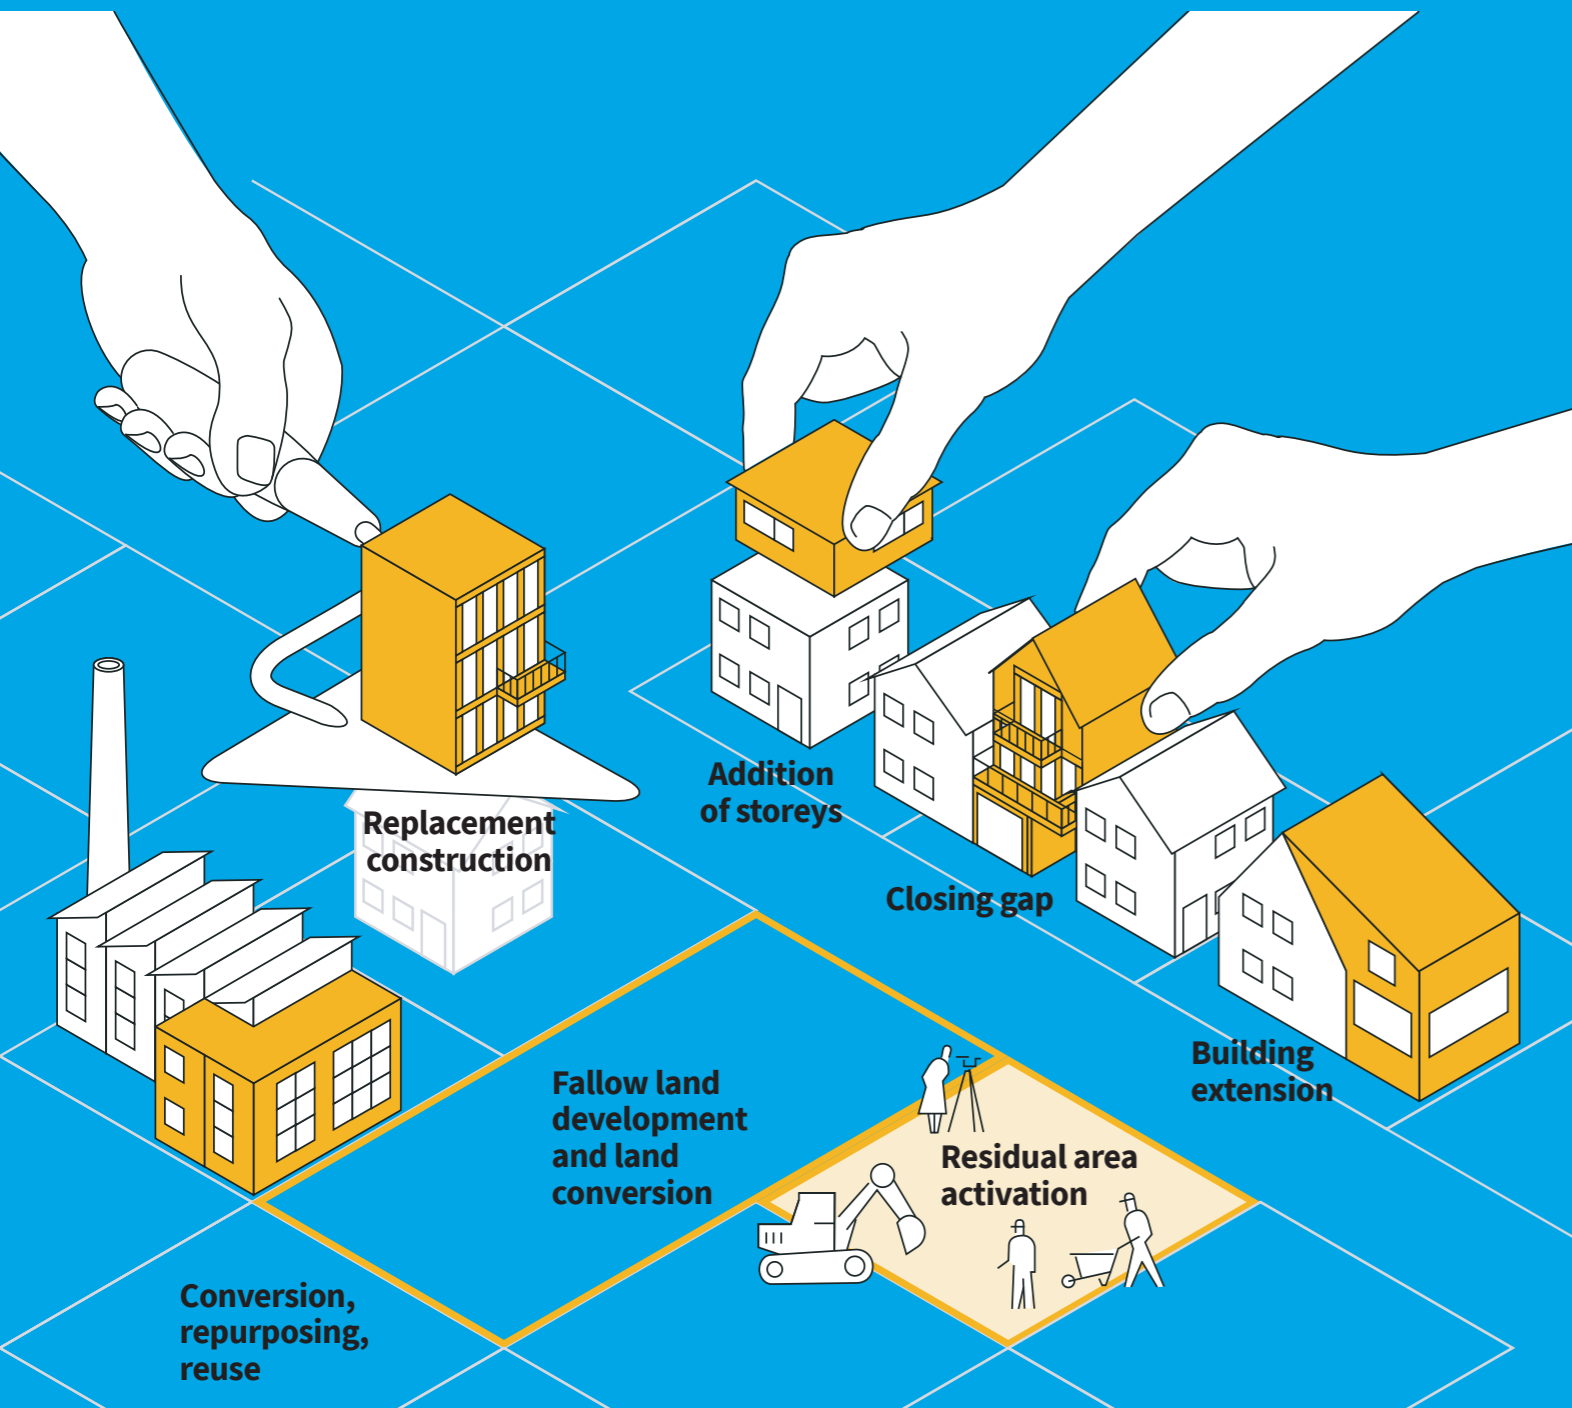 Addition
of storeys
Replacement
construction
Closing gap
Building
extension
Fallow land
development
and land
conversion
Residual area
activation
Conversion,
repurposing,
reuse